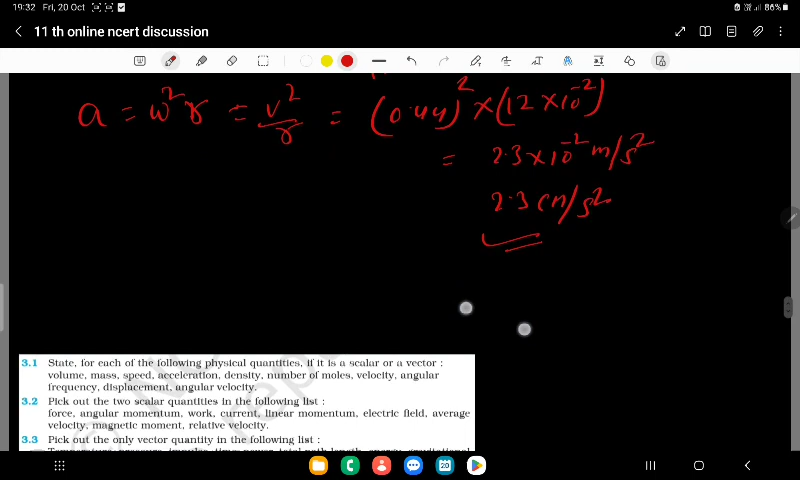 19:32 Fri, 20 Oct 86%
11 th online ncert discussion
a = ω²r = v²/r = (0.44)² × (12 × 10⁻²)
= 2.3 × 10⁻² m/s²
2.3 cm/s²
3.1 State, for each of the following physical quantities, if it is a scalar or a vector :
volume, mass, speed, acceleration, density, number of moles, velocity, angular
frequency, displacement, angular velocity.
3.2 Pick out the two scalar quantities in the following list :
force, angular momentum, work, current, linear momentum, electric field, average
velocity, magnetic moment, relative velocity.
3.3 Pick out the only vector quantity in the following list :
20